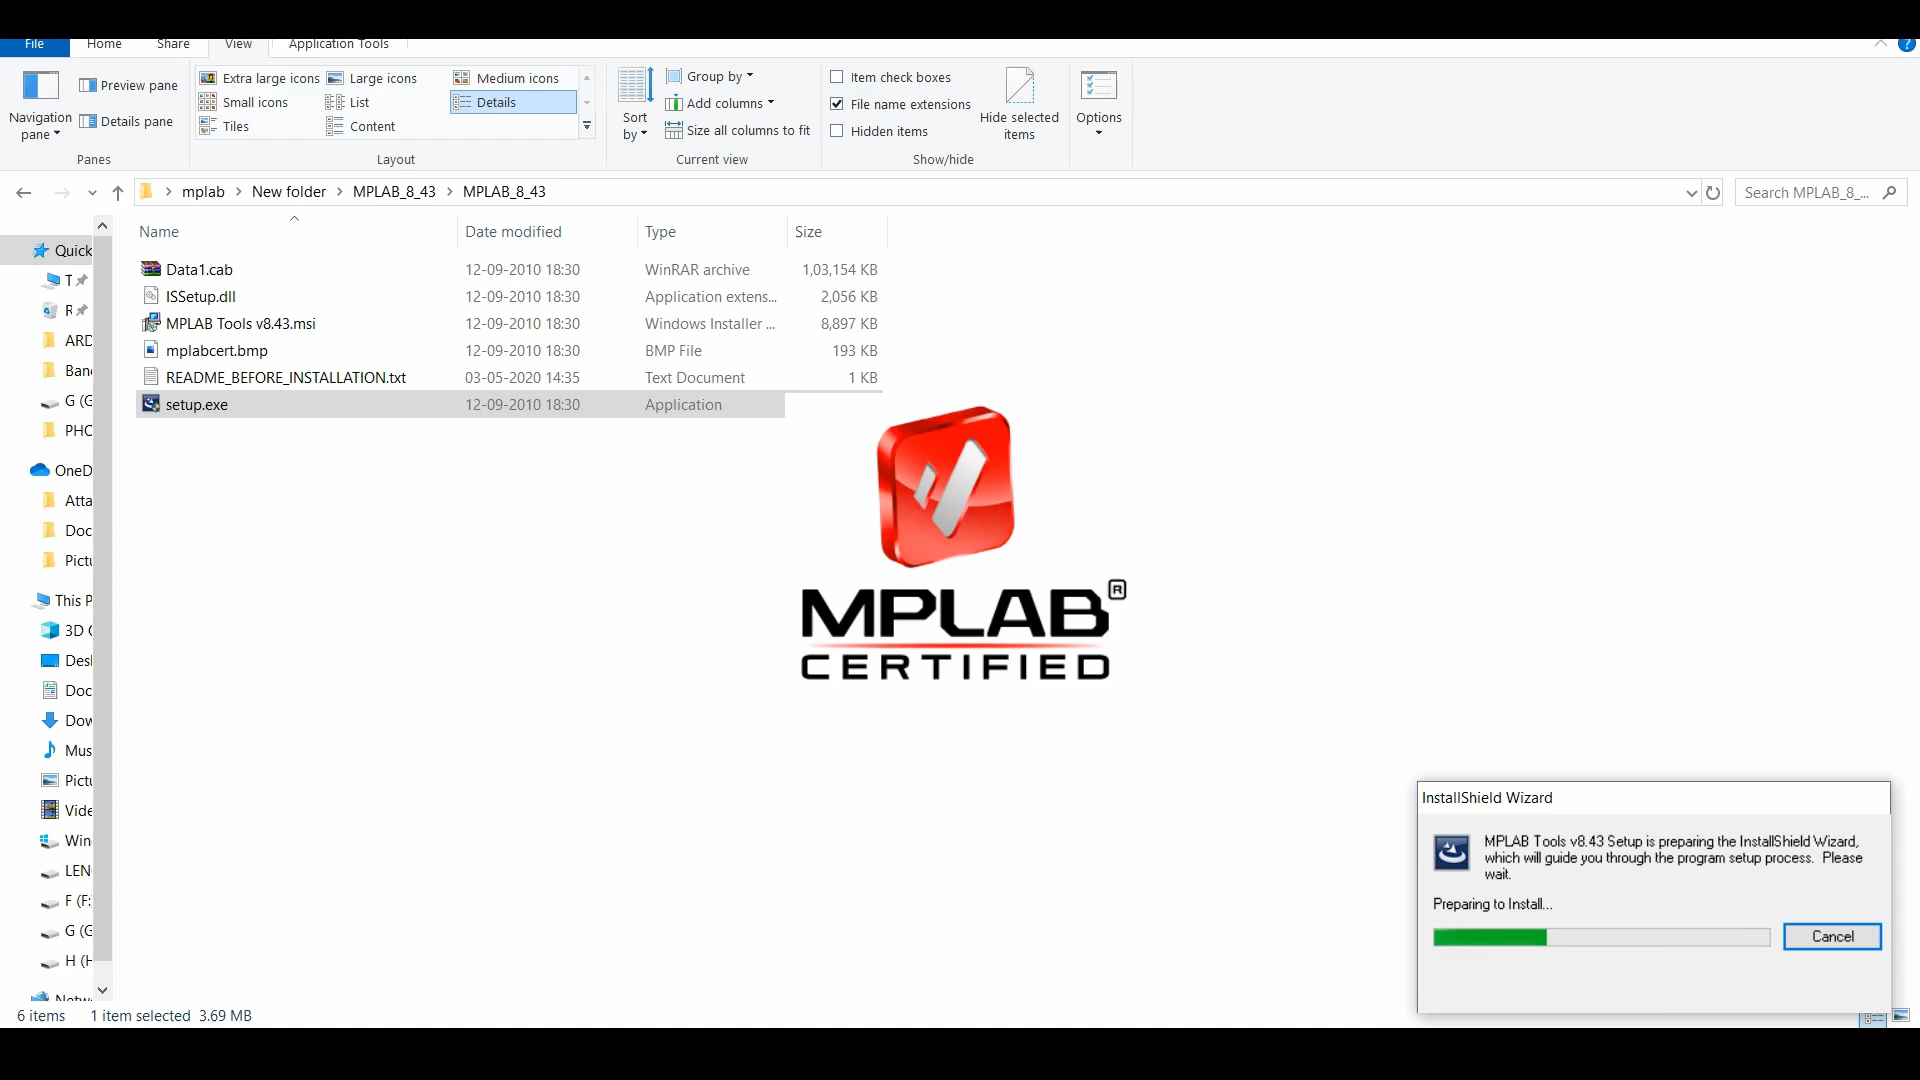 File Home Share View Application Tools
Navigation pane
Preview pane
Details pane
Panes
Extra large icons Large icons Medium icons
Small icons List Details
Tiles Content
Layout
Sort by
Group by
Add columns
Size all columns to fit
Current view
Item check boxes
File name extensions
Hidden items
Hide selected items
Show/hide
Options
mplab New folder MPLAB_8_43 MPLAB_8_43
Search MPLAB_8_...
Name Date modified Type Size
Data1.cab 12-09-2010 18:30 WinRAR archive 1,03,154 KB
ISSetup.dll 12-09-2010 18:30 Application extens... 2,056 KB
MPLAB Tools v8.43.msi 12-09-2010 18:30 Windows Installer ... 8,897 KB
mplabcert.bmp 12-09-2010 18:30 BMP File 193 KB
README_BEFORE_INSTALLATION.txt 03-05-2020 14:35 Text Document 1 KB
setup.exe 12-09-2010 18:30 Application
Quick
T
R
ARD
Ban
G (G
PHO
OneD
Atta
Doc
Pictu
This P
3D O
Desl
Doc
Dow
Mus
Pictu
Vide
Win
LEN
F (F:
G (G
H (H
Netw
MPLAB®
CERTIFIED
InstallShield Wizard
MPLAB Tools v8.43 Setup is preparing the InstallShield Wizard,
which will guide you through the program setup process. Please
wait.
Preparing to Install...
Cancel
6 items 1 item selected 3.69 MB